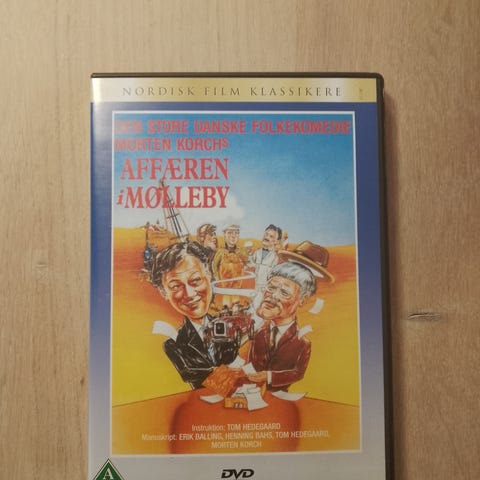 NORDISK FILM KLASSIKERE
DEN STORE DANSKE FOLKEKOMEDIE
MORTEN KORCHS
AFFÆREN
i MØLLEBY
Instruktion: TOM HEDEGAARD
Manuskript: ERIK BALLING, HENNING BAHS, TOM HEDEGAARD,
MORTEN KORCH
A
DVD